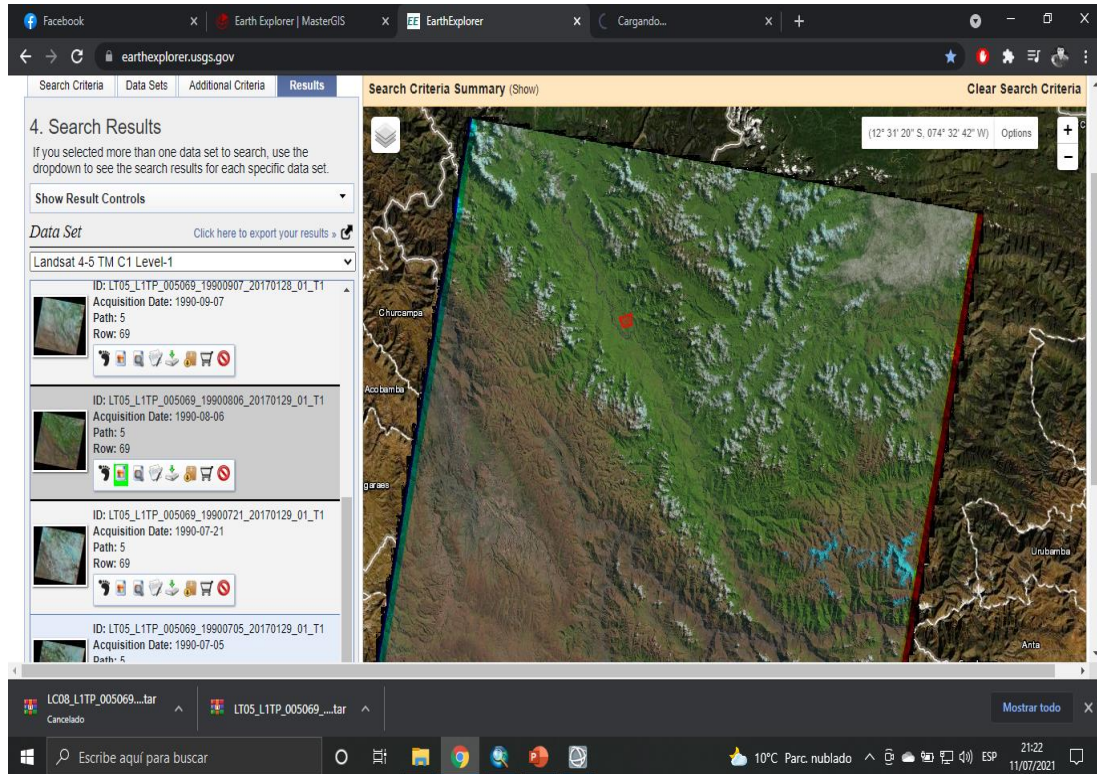 Facebook
Earth Explorer | MasterGIS
EE EarthExplorer
Cargando...
earthexplorer.usgs.gov
Search Criteria
Data Sets
Additional Criteria
Results
Search Criteria Summary (Show)
Clear Search Criteria
4. Search Results
If you selected more than one data set to search, use the
dropdown to see the search results for each specific data set.
Show Result Controls
Data Set
Click here to export your results »
Landsat 4-5 TM C1 Level-1
ID: LT05_L1TP_005069_19900907_20170128_01_T1
Acquisition Date: 1990-09-07
Path: 5
Row: 69
ID: LT05_L1TP_005069_19900806_20170129_01_T1
Acquisition Date: 1990-08-06
Path: 5
Row: 69
ID: LT05_L1TP_005069_19900721_20170129_01_T1
Acquisition Date: 1990-07-21
Path: 5
Row: 69
ID: LT05_L1TP_005069_19900705_20170129_01_T1
Acquisition Date: 1990-07-05
Path: 5
(12° 31' 20" S, 074° 32' 42" W)
Options
+
−
Churcampa
Acobamba
garaes
Urubamba
Anta
LC08_L1TP_005069....tar
Cancelado
LT05_L1TP_005069_....tar
Mostrar todo
Escribe aquí para buscar
10°C Parc. nublado
ESP
21:22
11/07/2021